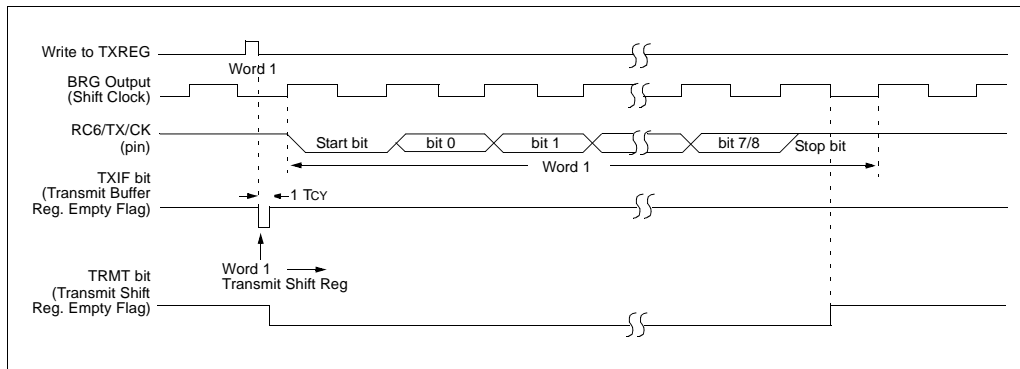 Write to TXREG
Word 1
BRG Output
(Shift Clock)
RC6/TX/CK
(pin)
Start bit
bit 0
bit 1
bit 7/8
Stop bit
Word 1
TXIF bit
(Transmit Buffer
Reg. Empty Flag)
1 TCY
Word 1
Transmit Shift Reg
TRMT bit
(Transmit Shift
Reg. Empty Flag)